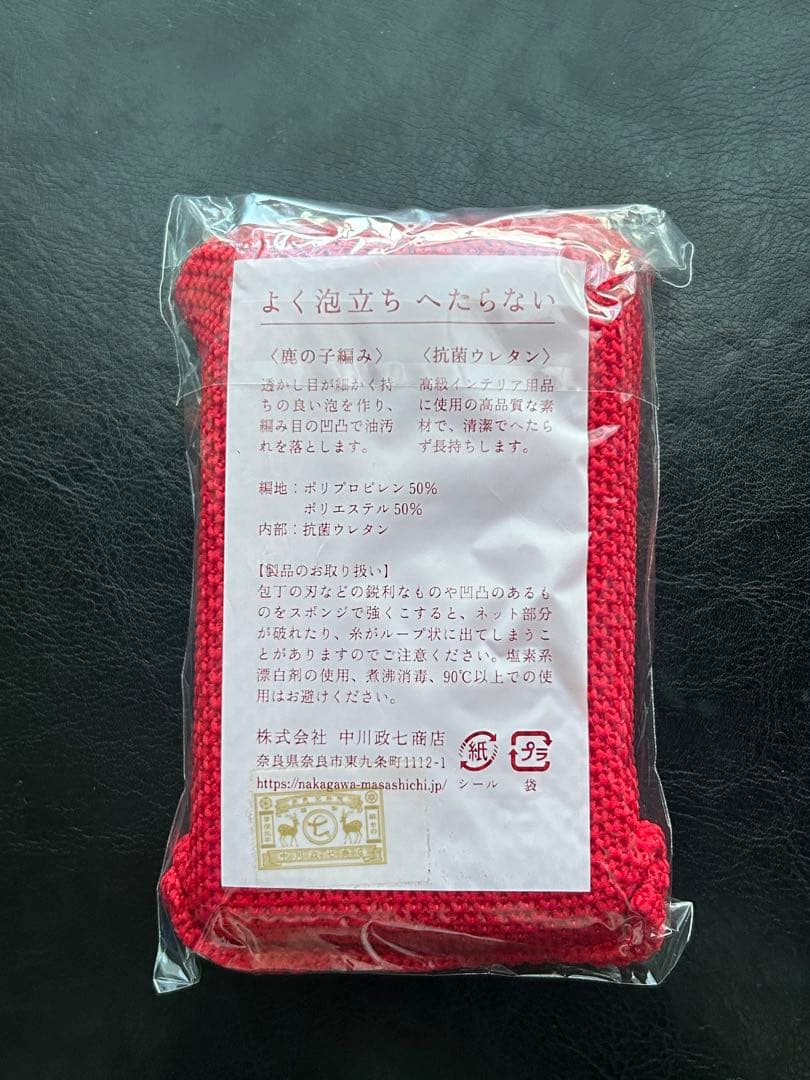 よく泡立ち へたらない
〈鹿の子編み〉
透かし目が細かく持
ちの良い泡を作り、
編み目の凹凸で油汚
れを落とします。
〈抗菌ウレタン〉
高級インテリア用品
に使用の高品質な素
材で、清潔でへたら
ず長持ちします。
編地：ポリプロピレン50%
ポリエステル50%
内部：抗菌ウレタン
【製品のお取り扱い】
包丁の刃などの鋭利なものや凹凸のあるも
のをスポンジで強くこすると、ネット部分
が破れたり、糸がループ状に出てしまうこ
とがありますのでご注意ください。塩素系
漂白剤の使用、煮沸消毒、90℃以上での使
用はお避けください。
株式会社 中川政七商店
奈良県奈良市東九条町1112-1
https://nakagawa-masashichi.jp/
紙
シール
プラ
袋
七
中川政七商店